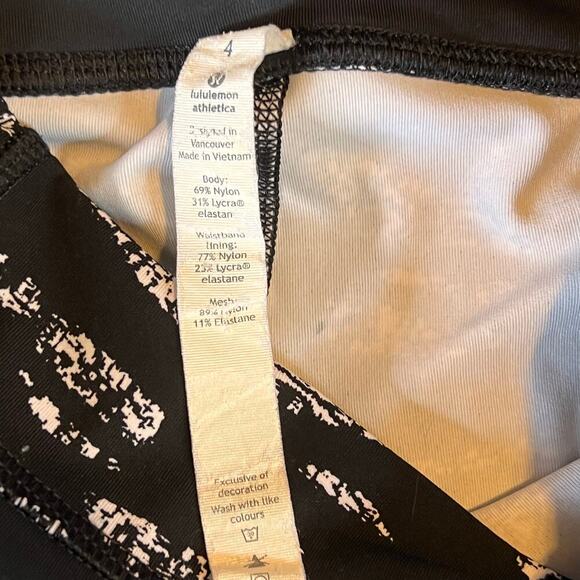 4
lululemon
athletica
Designed in
Vancouver
Made in Vietnam
Body:
69% Nylon
31% Lycra®
elastan
Waistband
lining:
77% Nylon
23% Lycra®
elastane
Mesh:
89% Nylon
11% Elastane
Exclusive of
decoration
Wash with like
colours